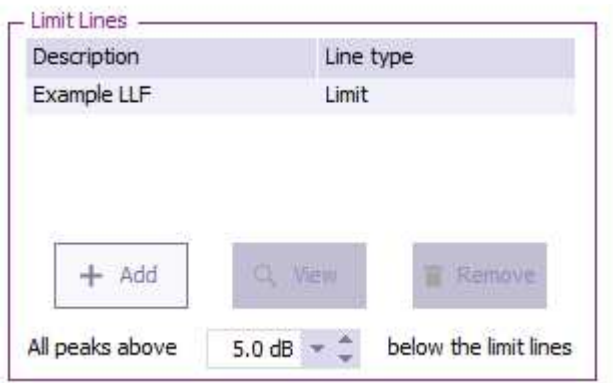 Limit Lines
Description Line type
Example LLF Limit
Add View Remove
All peaks above 5.0 dB below the limit lines